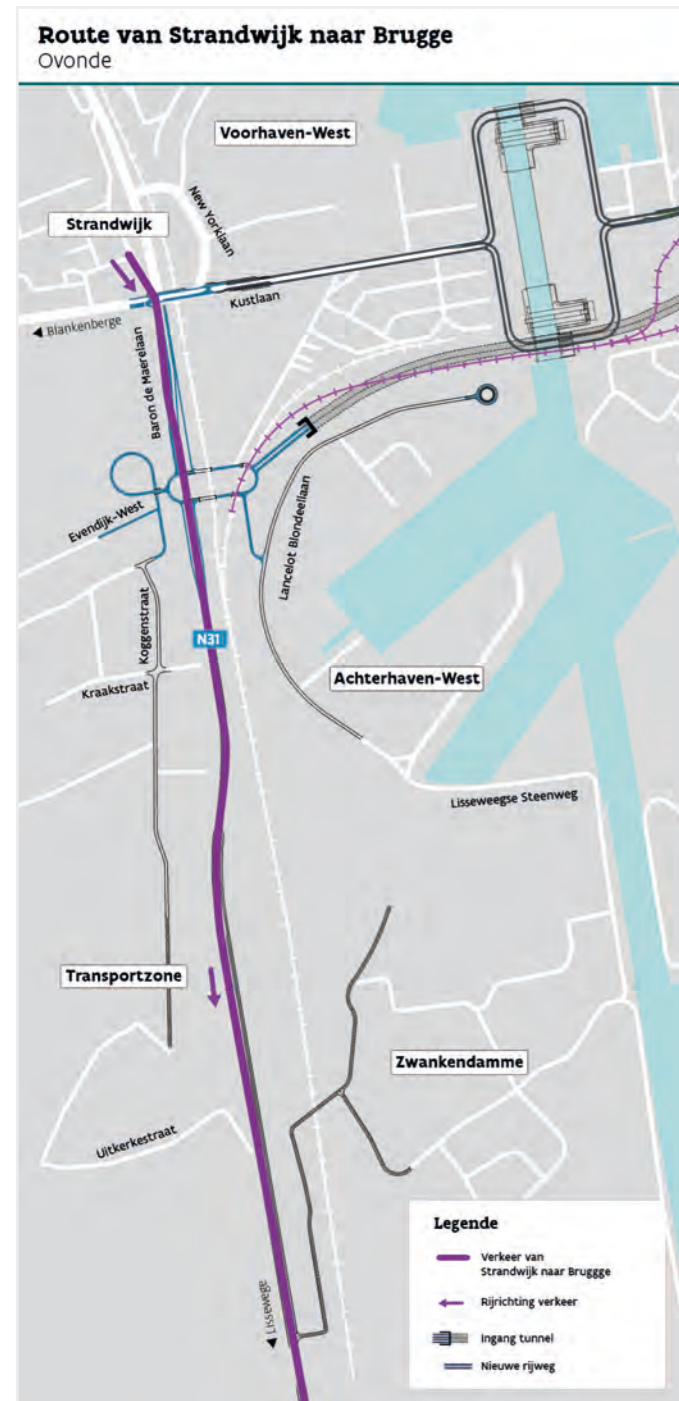 Route van Strandwijk naar Brugge
Ovonde
Voorhaven-West
New Yorklaan
Strandwijk
Kustlaan
◄ Blankenberge
Baron de Maerelaan
Evendijk-West
Lancelot Blondeellaan
Koggenstraat
N31
Kraakstraat
Achterhaven-West
Lisseweegse Steenweg
Transportzone
Zwankendamme
Uitkerkestraat
◄ Lissewege
Legende
Verkeer van
Strandwijk naar Bruggge
Rijrichting verkeer
Ingang tunnel
Nieuwe rijweg